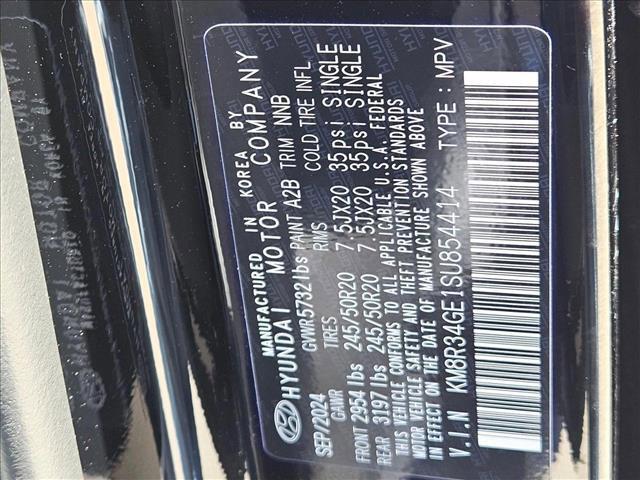 MANUFACTURED IN KOREA BY
HYUNDAI MOTOR COMPANY
SEP/2024 GVWR 5732 lbs PAINT A2B TRIM NNB
GAWR TIRES RMS COLD TIRE INFL.
FRONT 2954 lbs 245/50R20 7.5JX20 35psi SINGLE
REAR 3197 lbs 245/50R20 7.5JX20 35psi SINGLE
THIS VEHICLE CONFORMS TO ALL APPLICABLE U.S.A. FEDERAL
MOTOR VEHICLE SAFETY AND THEFT PREVENTION STANDARDS
IN EFFECT ON THE DATE OF MANUFACTURE SHOWN ABOVE
V.I.N KM8R34GE1SU854414 TYPE : MPV